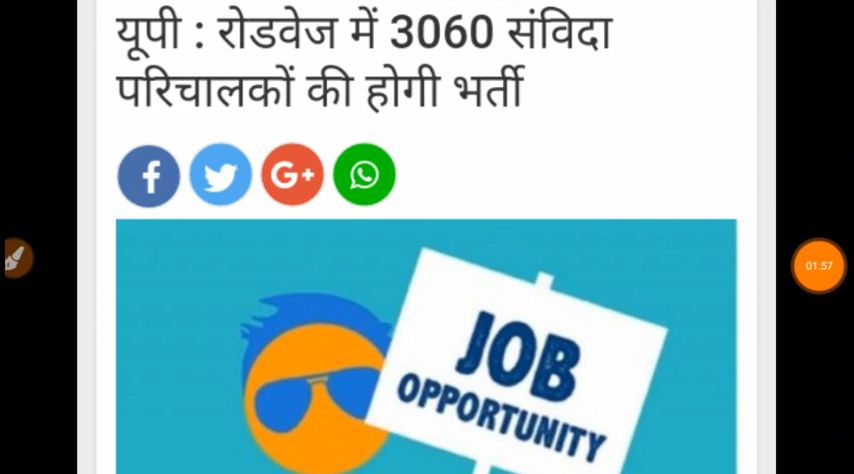 यूपी : रोडवेज में 3060 संविदा
परिचालकों की होगी भर्ती
f G+
01:57
JOB
OPPORTUNITY